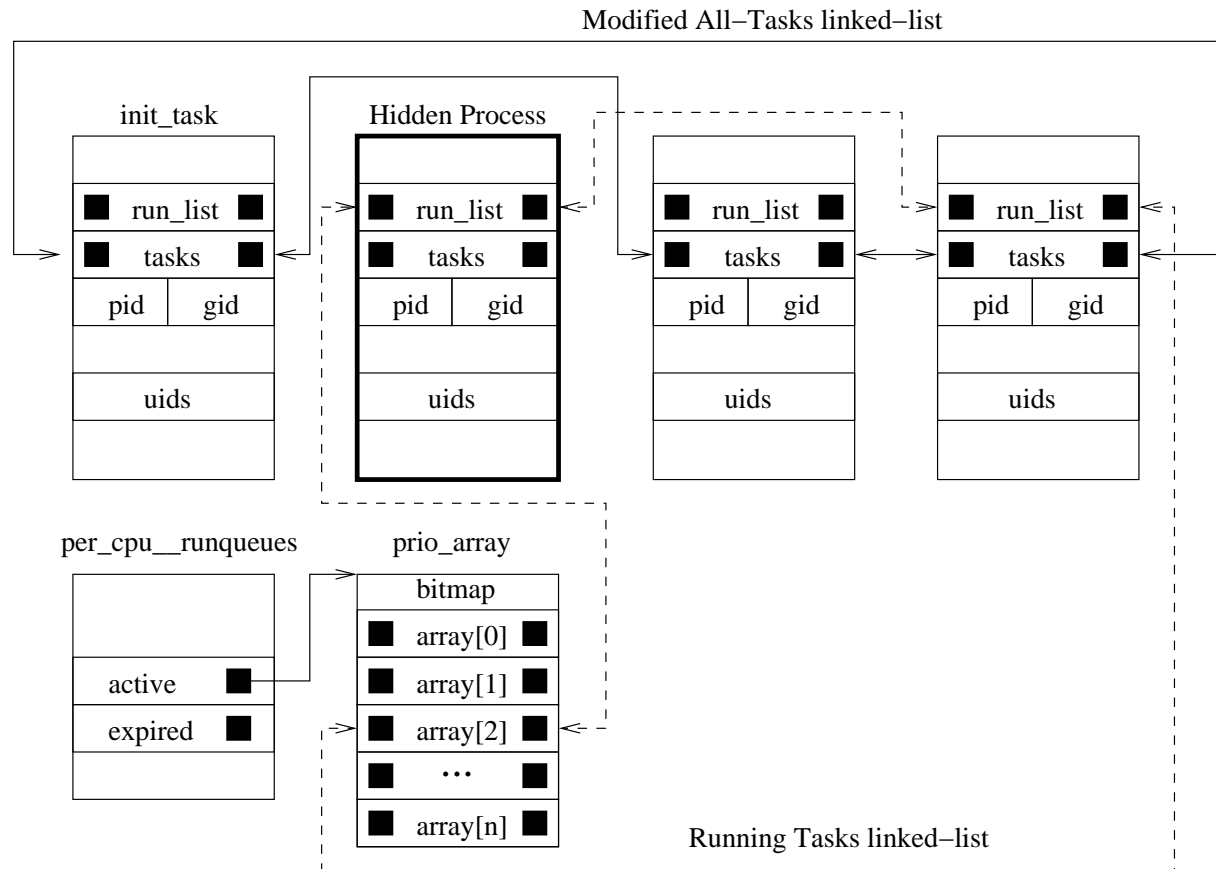 Modified All−Tasks linked−list
init_task
Hidden Process
run_list run_list run_list run_list
tasks tasks tasks tasks
pid gid pid gid pid gid pid gid
uids uids uids uids
per_cpu__runqueues
prio_array
bitmap
array[0]
active
array[1]
expired
array[2]
...
array[n]
Running Tasks linked−list